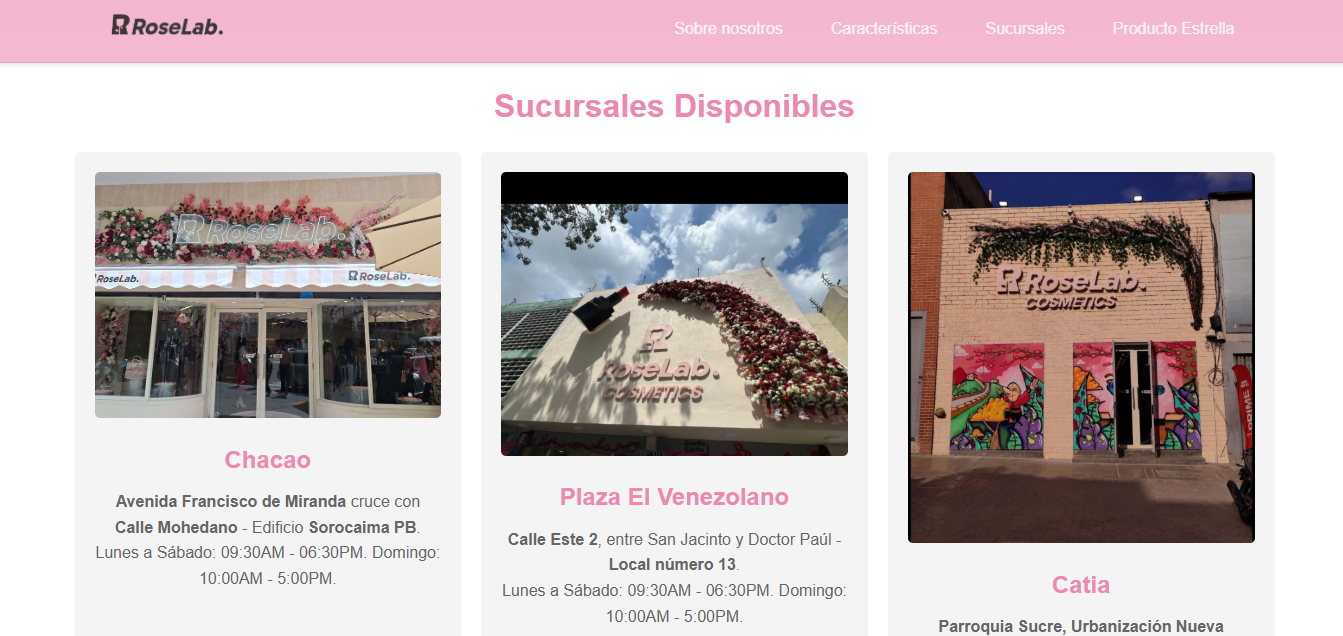 RoseLab.
Sobre nosotros
Características
Sucursales
Producto Estrella
Sucursales Disponibles
RoseLab.
RoseLab.
RoseLab.
Chacao
Avenida Francisco de Miranda cruce con
Calle Mohedano - Edificio Sorocaima PB.
Lunes a Sábado: 09:30AM - 06:30PM. Domingo:
10:00AM - 5:00PM.
RoseLab.
COSMETICS
Plaza El Venezolano
Calle Este 2, entre San Jacinto y Doctor Paúl -
Local número 13.
Lunes a Sábado: 09:30AM - 06:30PM. Domingo:
10:00AM - 5:00PM.
RoseLab.
COSMETICS
PRIME
Catia
Parroquia Sucre, Urbanización Nueva